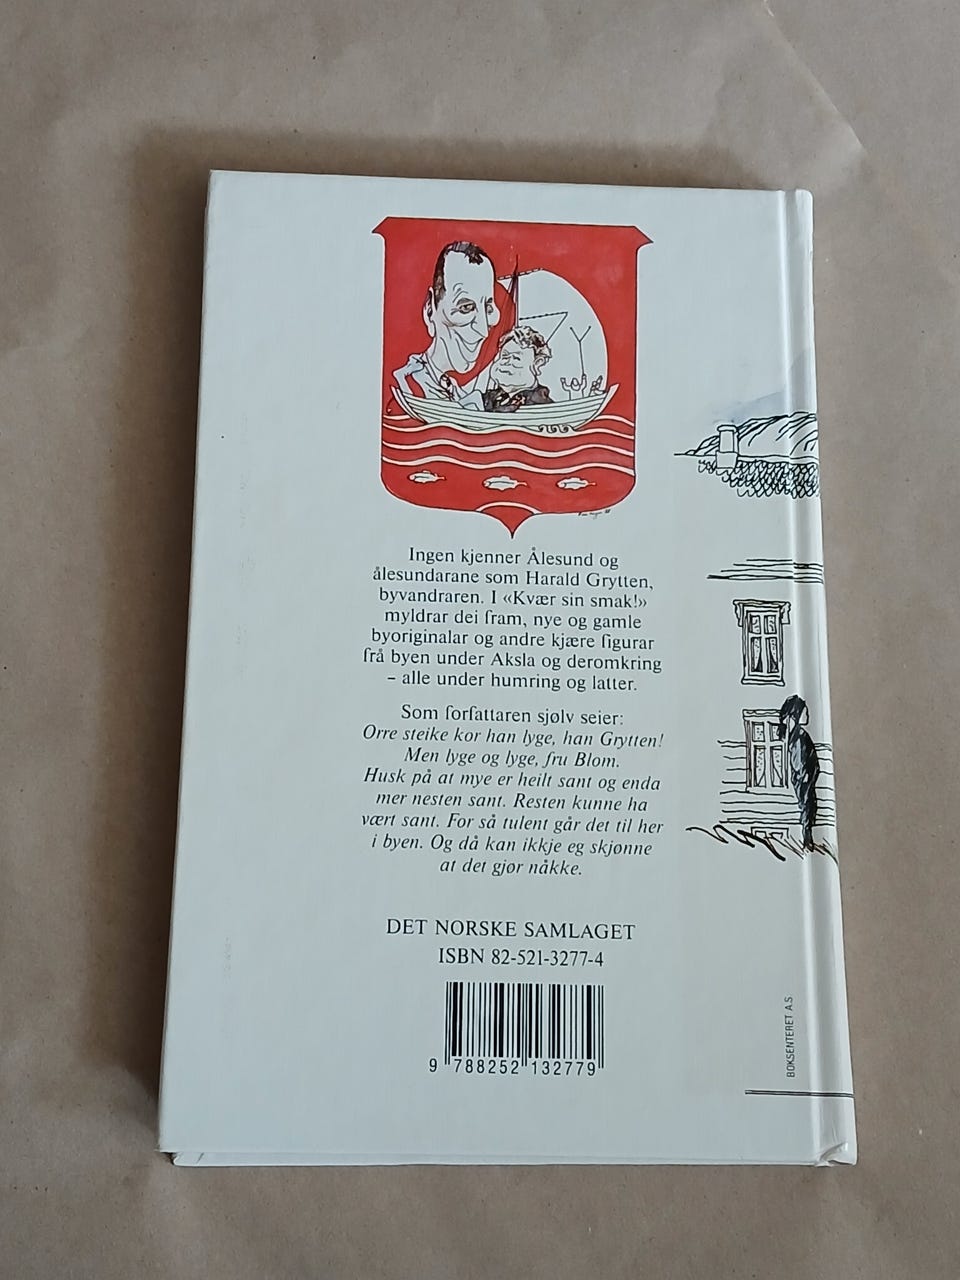 Ingen kjenner Ålesund og
ålesundarane som Harald Grytten,
byvandraren. I «Kvær sin smak!»
myldrar dei fram, nye og gamle
byoriginalar og andre kjære figurar
frå byen under Aksla og deromkring
– alle under humring og latter.
Som forfattaren sjølv seier:
Orre steike kor han lyge, han Grytten!
Men lyge og lyge, fru Blom.
Husk på at mye er heilt sant og enda
mer nesten sant. Resten kunne ha
vært sant. For så tulent går det til her
i byen. Og då kan ikkje eg skjønne
at det gjør nåkke.
DET NORSKE SAMLAGET
ISBN 82-521-3277-4
9 788252 132779
BOKSENTERET A.S